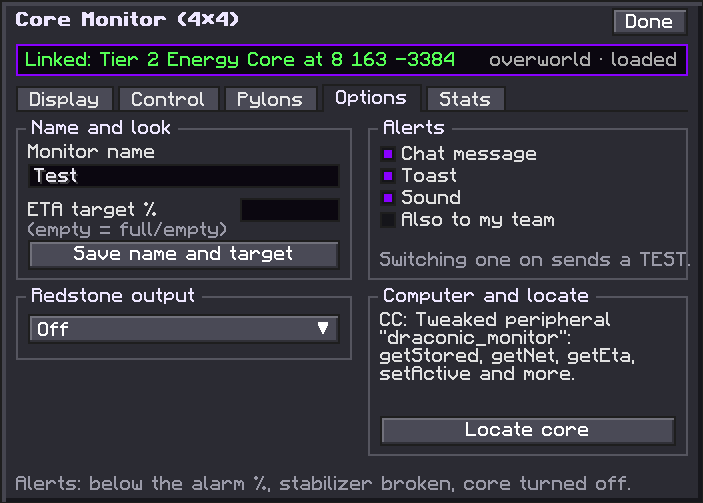 Core Monitor (4x4)
Done
Linked: Tier 2 Energy Core at 8 163 -3384
overworld · loaded
Display
Control
Pylons
Options
Stats
Name and look
Monitor name
Test
ETA target %
(empty = full/empty)
Save name and target
Redstone output
Off
Alerts
Chat message
Toast
Sound
Also to my team
Switching one on sends a TEST.
Computer and locate
CC: Tweaked peripheral
"draconic_monitor":
getStored, getNet, getEta,
setActive and more.
Locate core
Alerts: below the alarm %, stabilizer broken, core turned off.